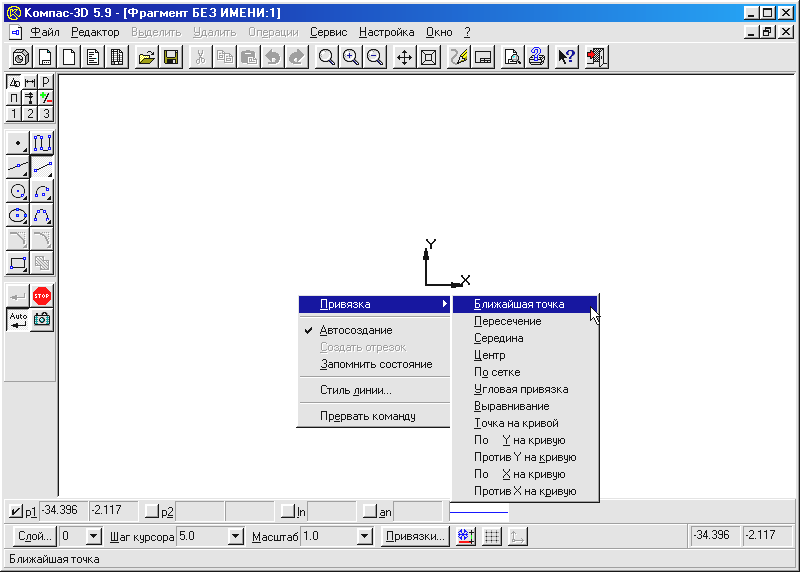 Компас-3D 5.9 - [Фрагмент БЕЗ ИМЕНИ:1]
Файл Редактор Выделить Удалить Операции Сервис Настройка Окно ?
P
П
1 2 3
Y
X
STOP
Auto
Привязка
Автосоздание
Создать отрезок
Запомнить состояние
Стиль линии...
Прервать команду
Ближайшая точка
Пересечение
Середина
Центр
По сетке
Угловая привязка
Выравнивание
Точка на кривой
По Y на кривую
Против Y на кривую
По X на кривую
Против X на кривую
p1 -34.396 -2.117 p2 ln an
Слой... 0 Шаг курсора 5.0 Масштаб 1.0 Привязки... -34.396 -2.117
Ближайшая точка